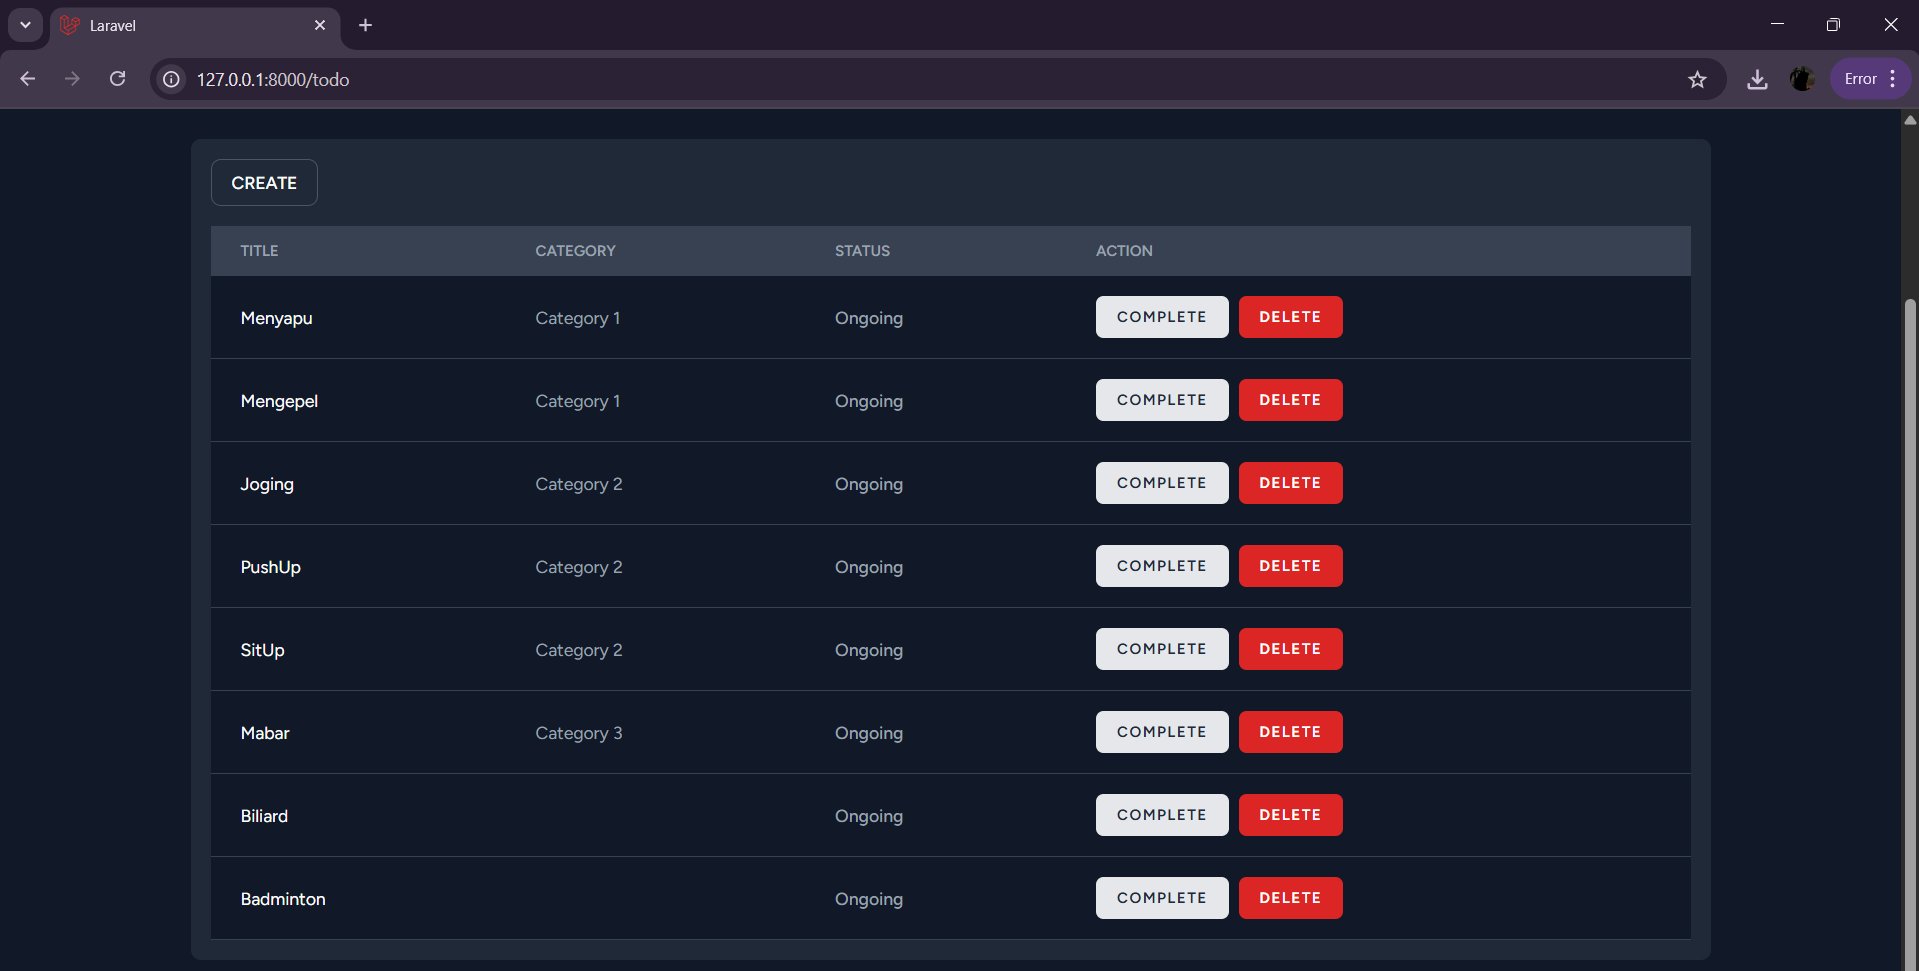 Laravel
127.0.0.1:8000/todo
Error
CREATE
TITLE CATEGORY STATUS ACTION
Menyapu Category 1 Ongoing COMPLETE DELETE
Mengepel Category 1 Ongoing COMPLETE DELETE
Joging Category 2 Ongoing COMPLETE DELETE
PushUp Category 2 Ongoing COMPLETE DELETE
SitUp Category 2 Ongoing COMPLETE DELETE
Mabar Category 3 Ongoing COMPLETE DELETE
Biliard Ongoing COMPLETE DELETE
Badminton Ongoing COMPLETE DELETE